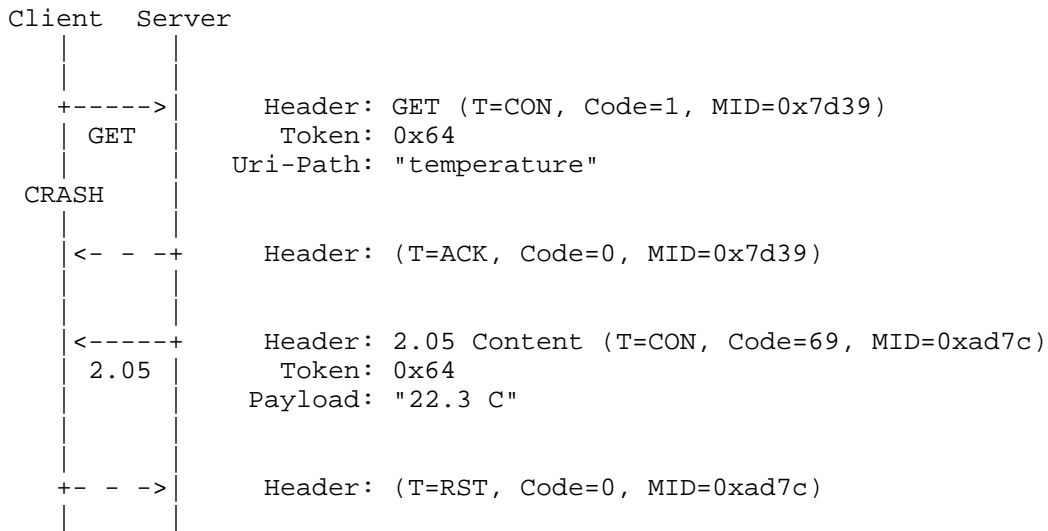 Client  Server
   |      |
   |      |
   +----->|     Header: GET (T=CON, Code=1, MID=0x7d39)
   | GET  |      Token: 0x64
   |      |   Uri-Path: "temperature"
 CRASH    |
   |      |
   |<- - -+     Header: (T=ACK, Code=0, MID=0x7d39)
   |      |
   |      |
   |<-----+     Header: 2.05 Content (T=CON, Code=69, MID=0xad7c)
   | 2.05 |      Token: 0x64
   |      |    Payload: "22.3 C"
   |      |
   |      |
   +- - ->|     Header: (T=RST, Code=0, MID=0xad7c)
   |      |